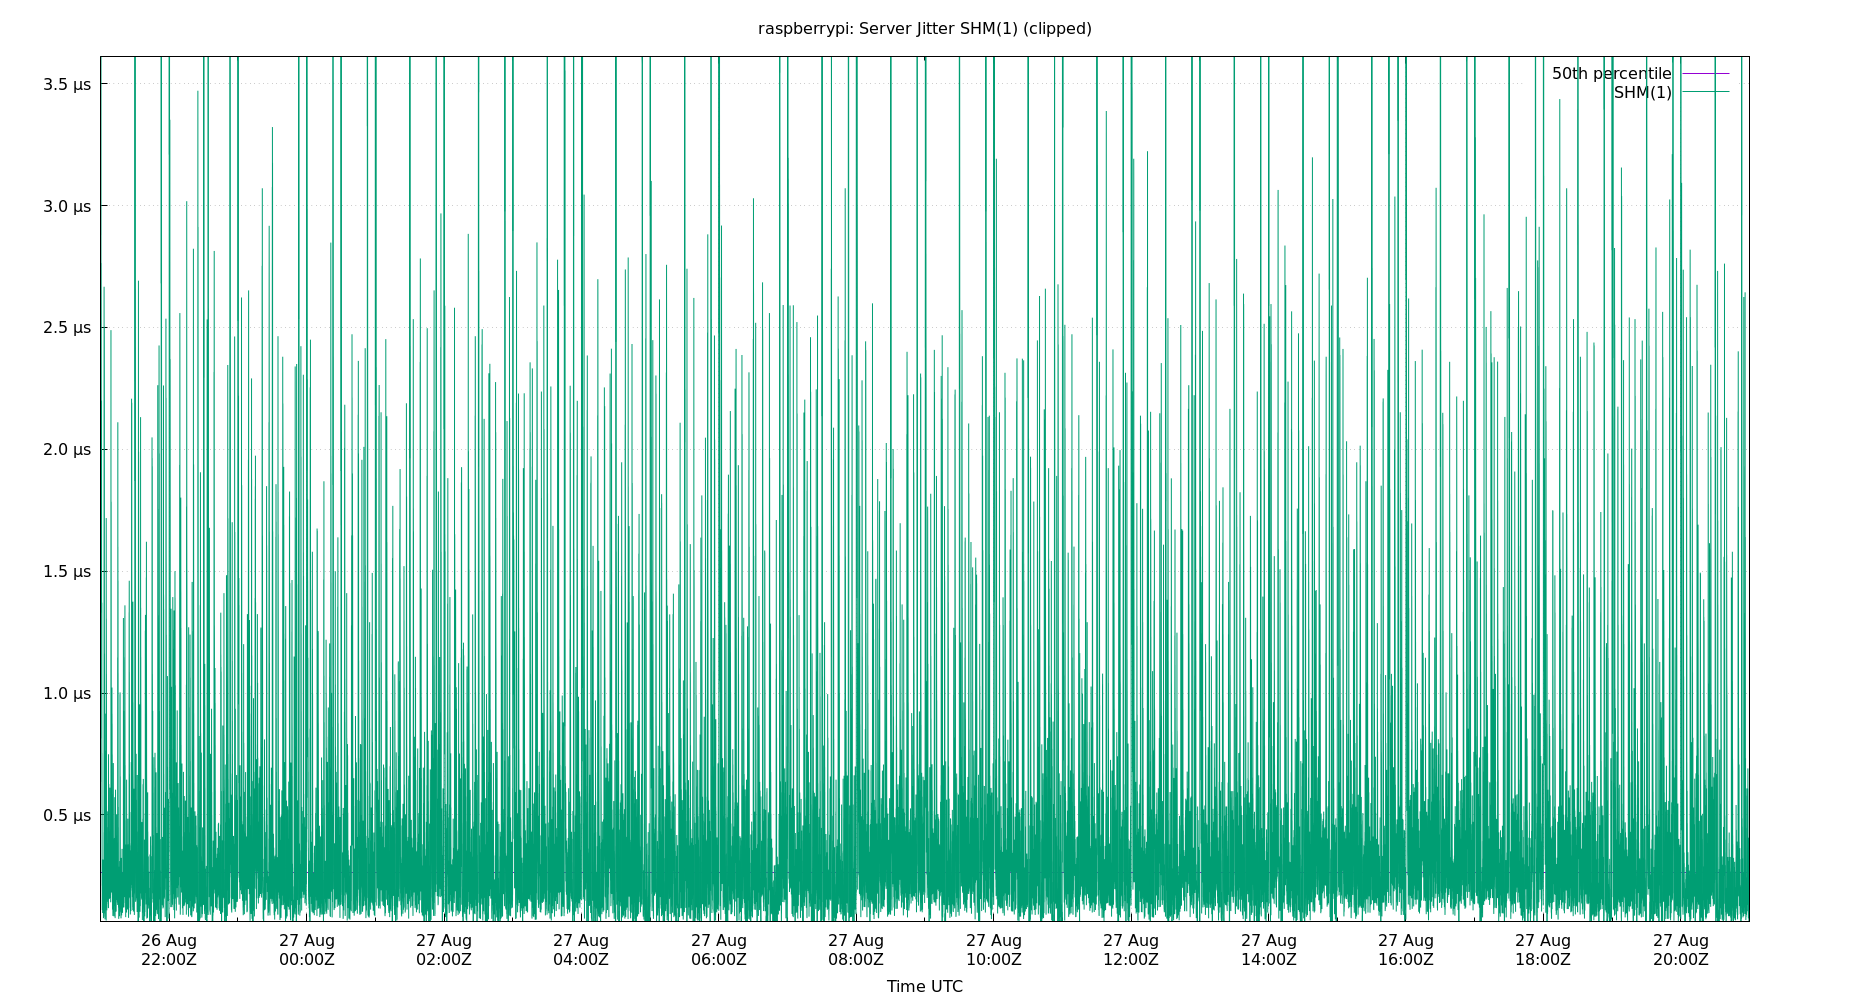 raspberrypi: Server Jitter SHM(1) (clipped)
50th percentile
SHM(1)
3.5 µs
3.0 µs
2.5 µs
2.0 µs
1.5 µs
1.0 µs
0.5 µs
26 Aug 27 Aug 27 Aug 27 Aug 27 Aug 27 Aug 27 Aug 27 Aug 27 Aug 27 Aug 27 Aug 27 Aug
22:00Z 00:00Z 02:00Z 04:00Z 06:00Z 08:00Z 10:00Z 12:00Z 14:00Z 16:00Z 18:00Z 20:00Z
Time UTC